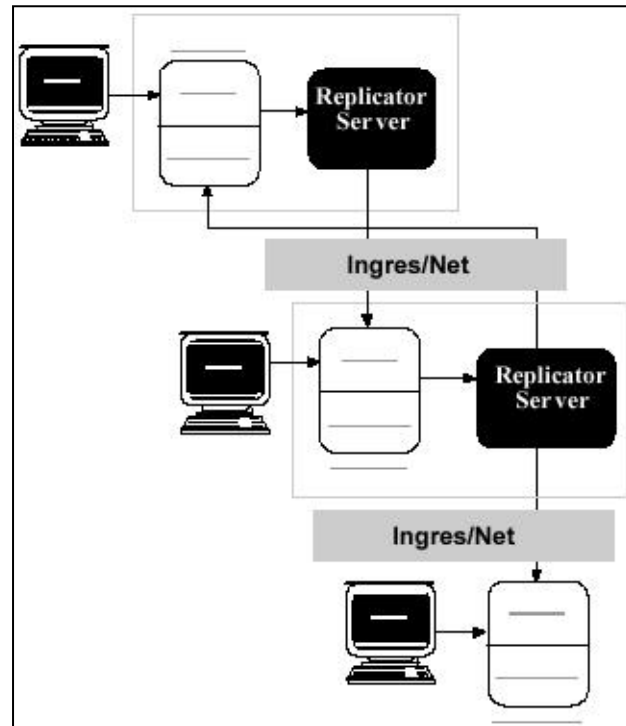 Replicator
Server
Ingres/Net
Replicator
Server
Ingres/Net